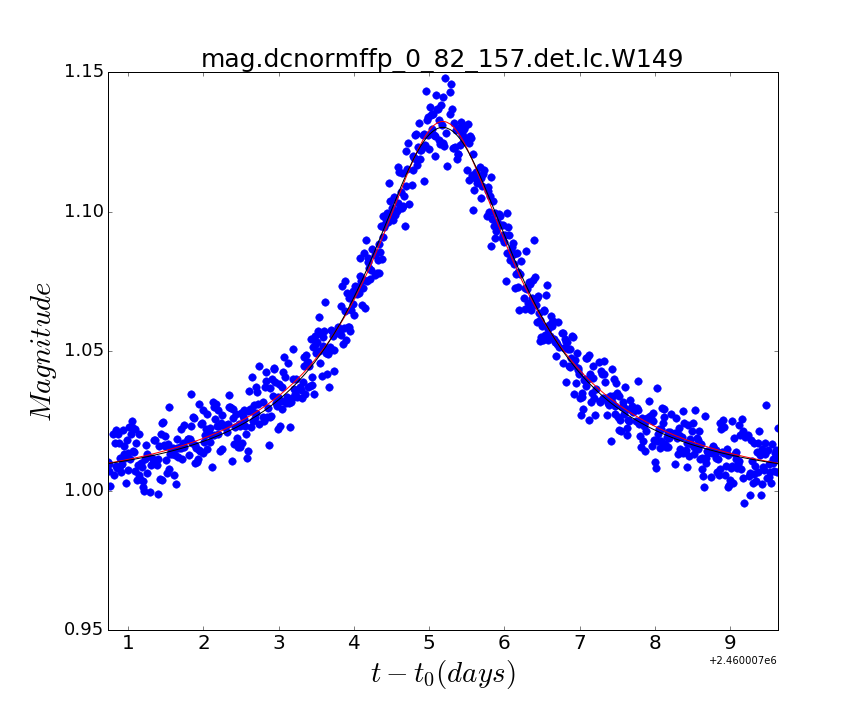 mag.dcnormffp_0_82_157.det.lc.W149
1.15
1.10
1.05
1.00
0.95
Magnitude
1 2 3 4 5 6 7 8 9
+2.460007e6
t − t₀(days)